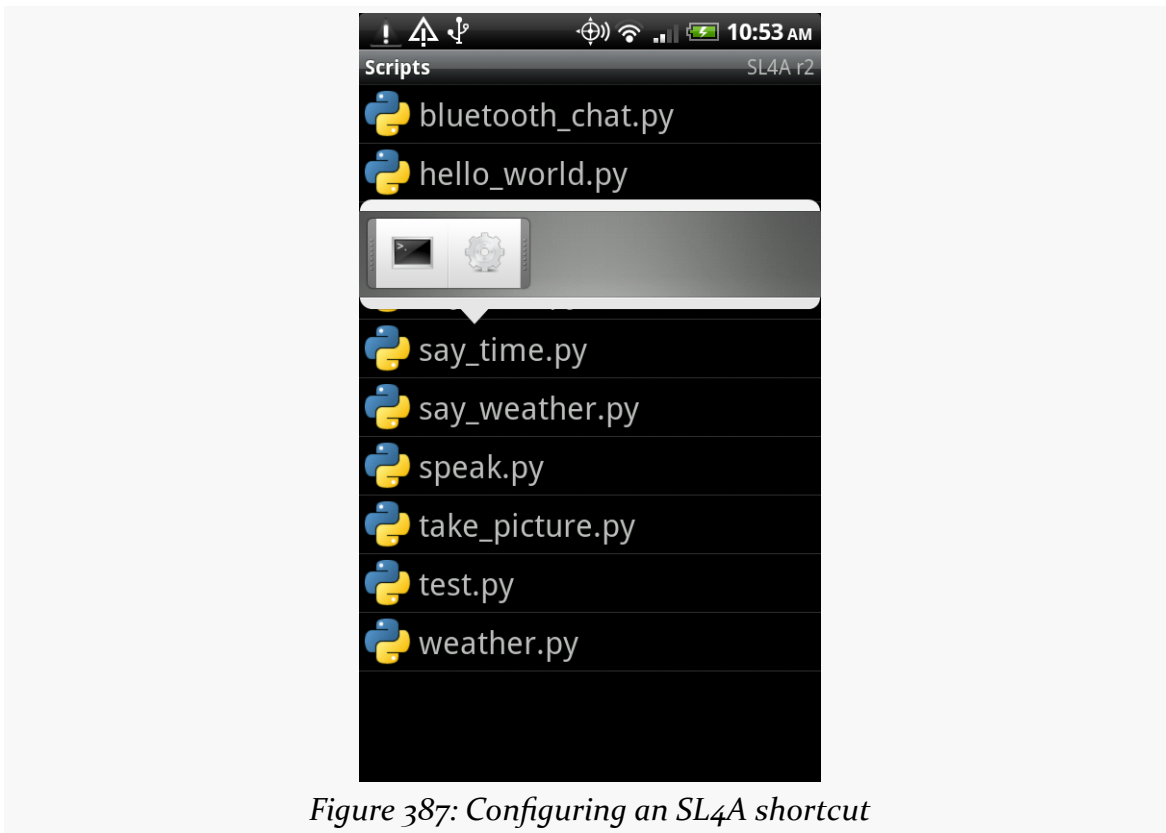 10:53 AM
Scripts SL4A r2
bluetooth_chat.py
hello_world.py
say_time.py
say_weather.py
speak.py
take_picture.py
test.py
weather.py
Figure 387: Configuring an SL4A shortcut